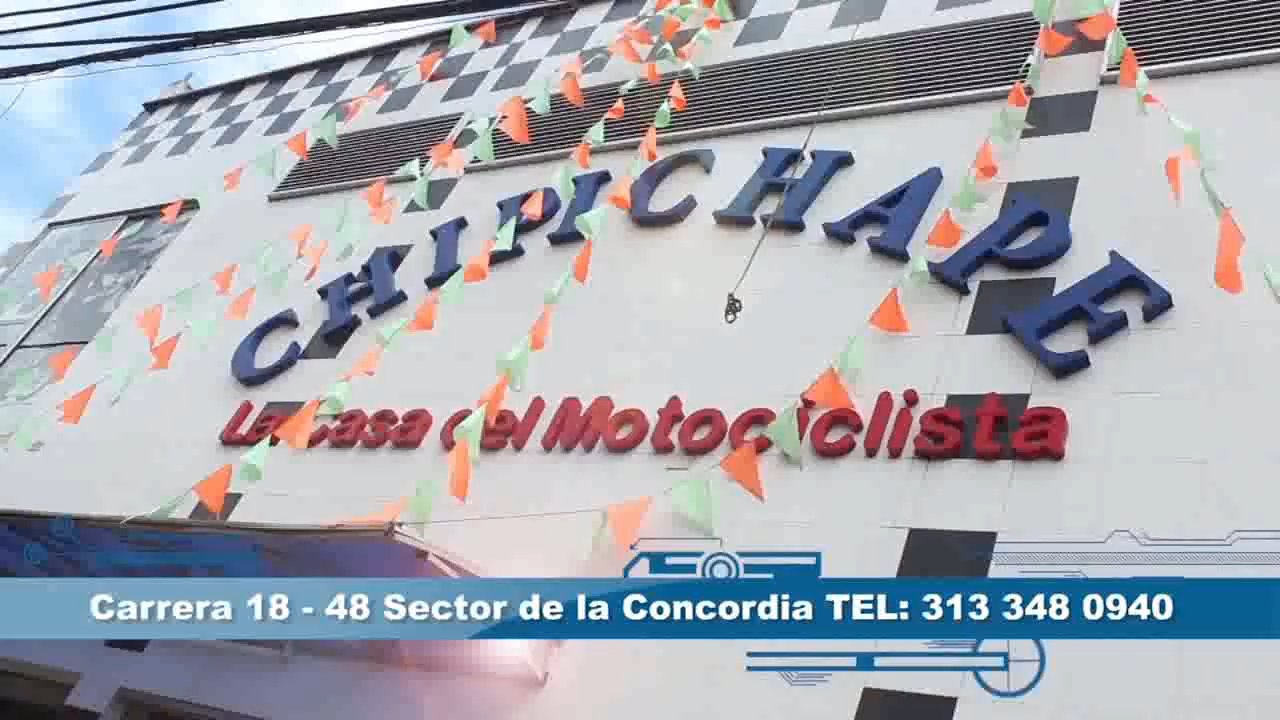 CHIPICHAPE
La Casa del Motociclista
Carrera 18 - 48 Sector de la Concordia TEL: 313 348 0940